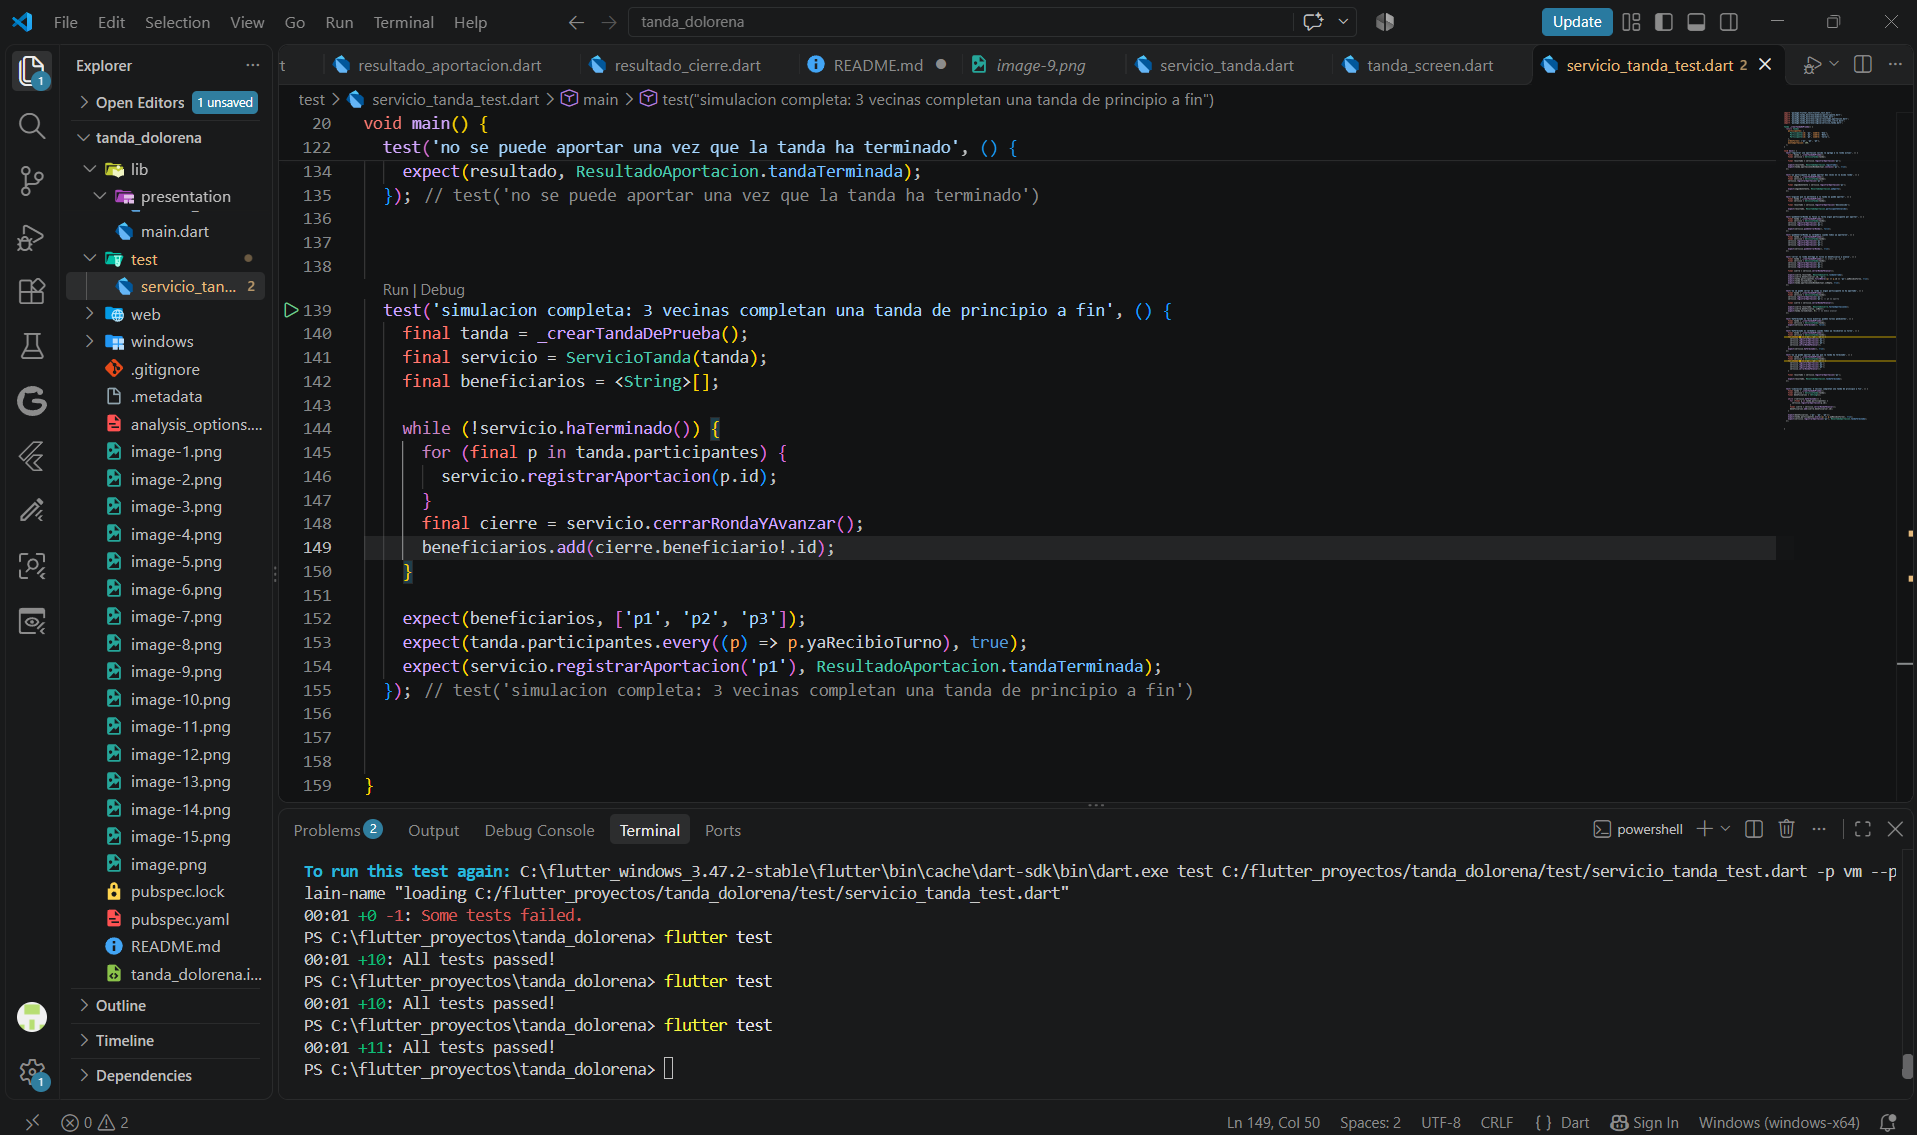 File Edit Selection View Go Run Terminal Help
tanda_dolorena
Update
Explorer
Open Editors 1 unsaved
tanda_dolorena
lib
presentation
main.dart
test
servicio_tan... 2
web
windows
.gitignore
.metadata
analysis_options....
image-1.png
image-2.png
image-3.png
image-4.png
image-5.png
image-6.png
image-7.png
image-8.png
image-9.png
image-10.png
image-11.png
image-12.png
image-13.png
image-14.png
image-15.png
image.png
pubspec.lock
pubspec.yaml
README.md
tanda_dolorena.i...
Outline
Timeline
Dependencies
1
1
t resultado_aportacion.dart resultado_cierre.dart README.md image-9.png servicio_tanda.dart tanda_screen.dart servicio_tanda_test.dart 2
test > servicio_tanda_test.dart > main > test("simulacion completa: 3 vecinas completan una tanda de principio a fin")
20 void main() {
122 test('no se puede aportar una vez que la tanda ha terminado', () {
134 expect(resultado, ResultadoAportacion.tandaTerminada);
135 }); // test('no se puede aportar una vez que la tanda ha terminado')
136
137
138
Run | Debug
139 test('simulacion completa: 3 vecinas completan una tanda de principio a fin', () {
140 final tanda = _crearTandaDePrueba();
141 final servicio = ServicioTanda(tanda);
142 final beneficiarios = <String>[];
143
144 while (!servicio.haTerminado()) {
145 for (final p in tanda.participantes) {
146 servicio.registrarAportacion(p.id);
147 }
148 final cierre = servicio.cerrarRondaYAvanzar();
149 beneficiarios.add(cierre.beneficiario!.id);
150 }
151
152 expect(beneficiarios, ['p1', 'p2', 'p3']);
153 expect(tanda.participantes.every((p) => p.yaRecibioTurno), true);
154 expect(servicio.registrarAportacion('p1'), ResultadoAportacion.tandaTerminada);
155 }); // test('simulacion completa: 3 vecinas completan una tanda de principio a fin')
156
157
158
159 }
Problems 2 Output Debug Console Terminal Ports
powershell
To run this test again: C:\flutter_windows_3.47.2-stable\flutter\bin\cache\dart-sdk\bin\dart.exe test C:/flutter_proyectos/tanda_dolorena/test/servicio_tanda_test.dart -p vm --p
lain-name "loading C:/flutter_proyectos/tanda_dolorena/test/servicio_tanda_test.dart"
00:01 +0 -1: Some tests failed.
PS C:\flutter_proyectos\tanda_dolorena> flutter test
00:01 +10: All tests passed!
PS C:\flutter_proyectos\tanda_dolorena> flutter test
00:01 +10: All tests passed!
PS C:\flutter_proyectos\tanda_dolorena> flutter test
00:01 +11: All tests passed!
PS C:\flutter_proyectos\tanda_dolorena>
0 2
Ln 149, Col 50 Spaces: 2 UTF-8 CRLF { } Dart Sign In Windows (windows-x64)